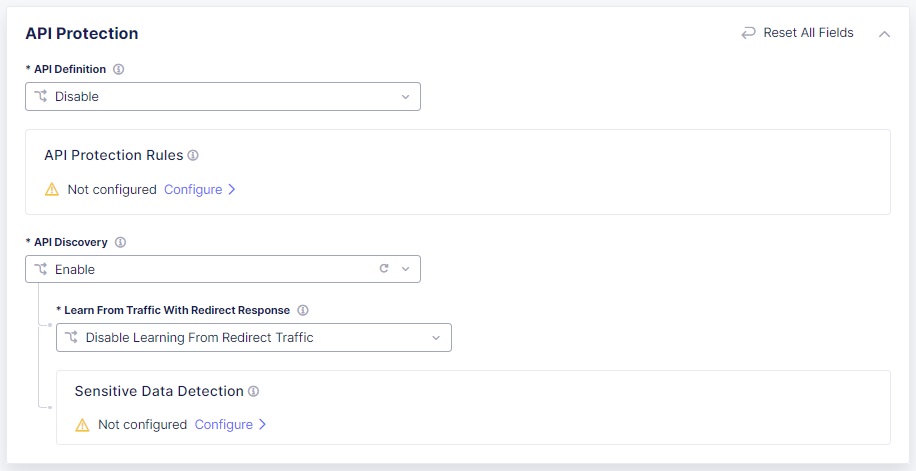 API Protection
Reset All Fields
* API Definition
Disable
API Protection Rules
Not configured Configure
* API Discovery
Enable
* Learn From Traffic With Redirect Response
Disable Learning From Redirect Traffic
Sensitive Data Detection
Not configured Configure